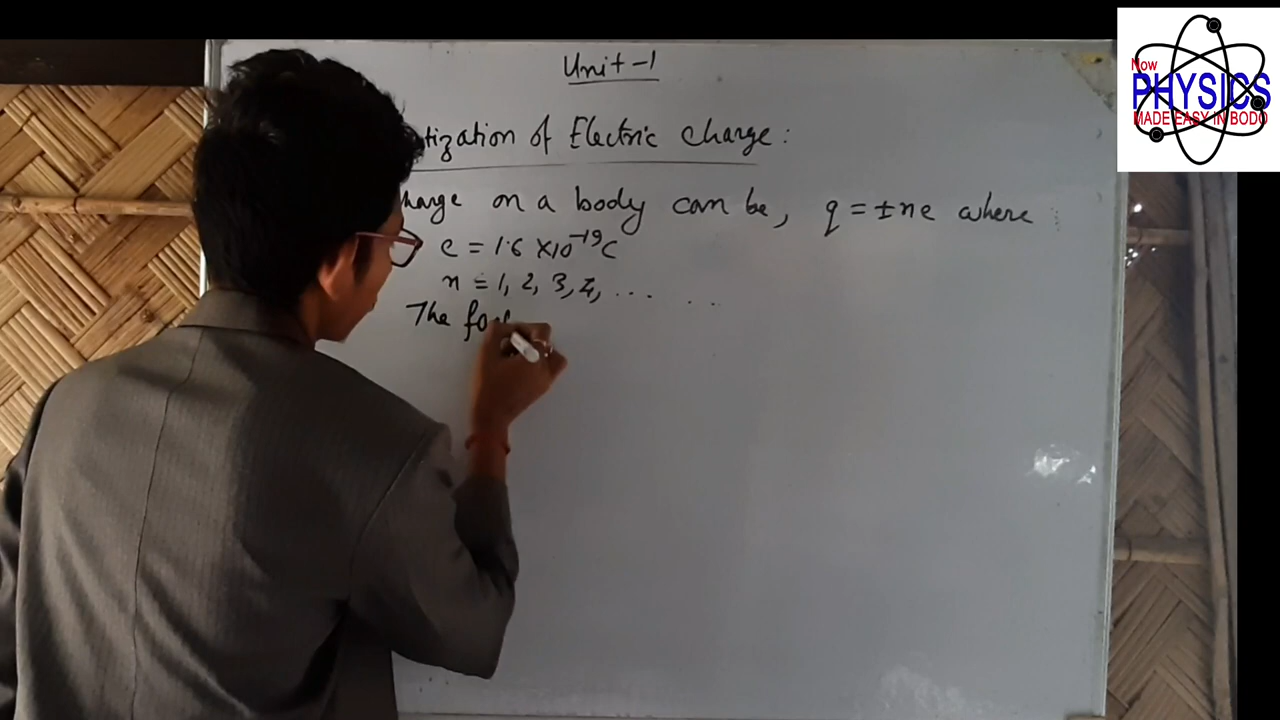 Unit-1
tization of Electric Charge:
harge on a body can be, q = ±ne where
e = 1.6 × 10⁻¹⁹ C
n = 1, 2, 3, 4, ... ..
The
Now
PHYSICS
MADE EASY IN BODO